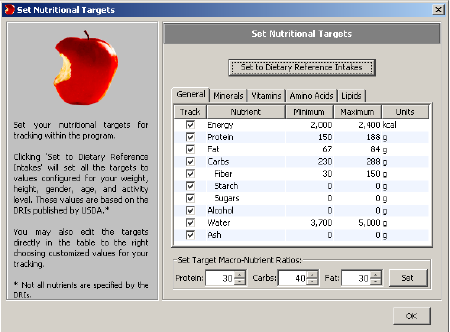 Set Nutritional Targets
Set Nutritional Targets
Set your nutritional targets for
tracking within the program.
Clicking 'Set to Dietary Reference
Intakes' will set all the targets to
values configured for your weight,
height, gender, age, and activity
level. These values are based on the
DRIs published by USDA.*
You may also edit the targets
directly in the table to the right
choosing customized values for your
tracking.
* Not all nutrients are specified by the
DRIs.
Set to Dietary Reference Intakes
General Minerals Vitamins Amino Acids Lipids
Track Nutrient Minimum Maximum Units
Energy 2,000 2,400 kcal
Protein 150 188 g
Fat 67 84 g
Carbs 230 288 g
Fiber 30 150 g
Starch 0 0 g
Sugars 0 0 g
Alcohol 0 0 g
Water 3,700 5,000 g
Ash 0 0 g
Set Target Macro-Nutrient Ratios:
Protein: 30 Carbs: 40 Fat: 30 Set
OK